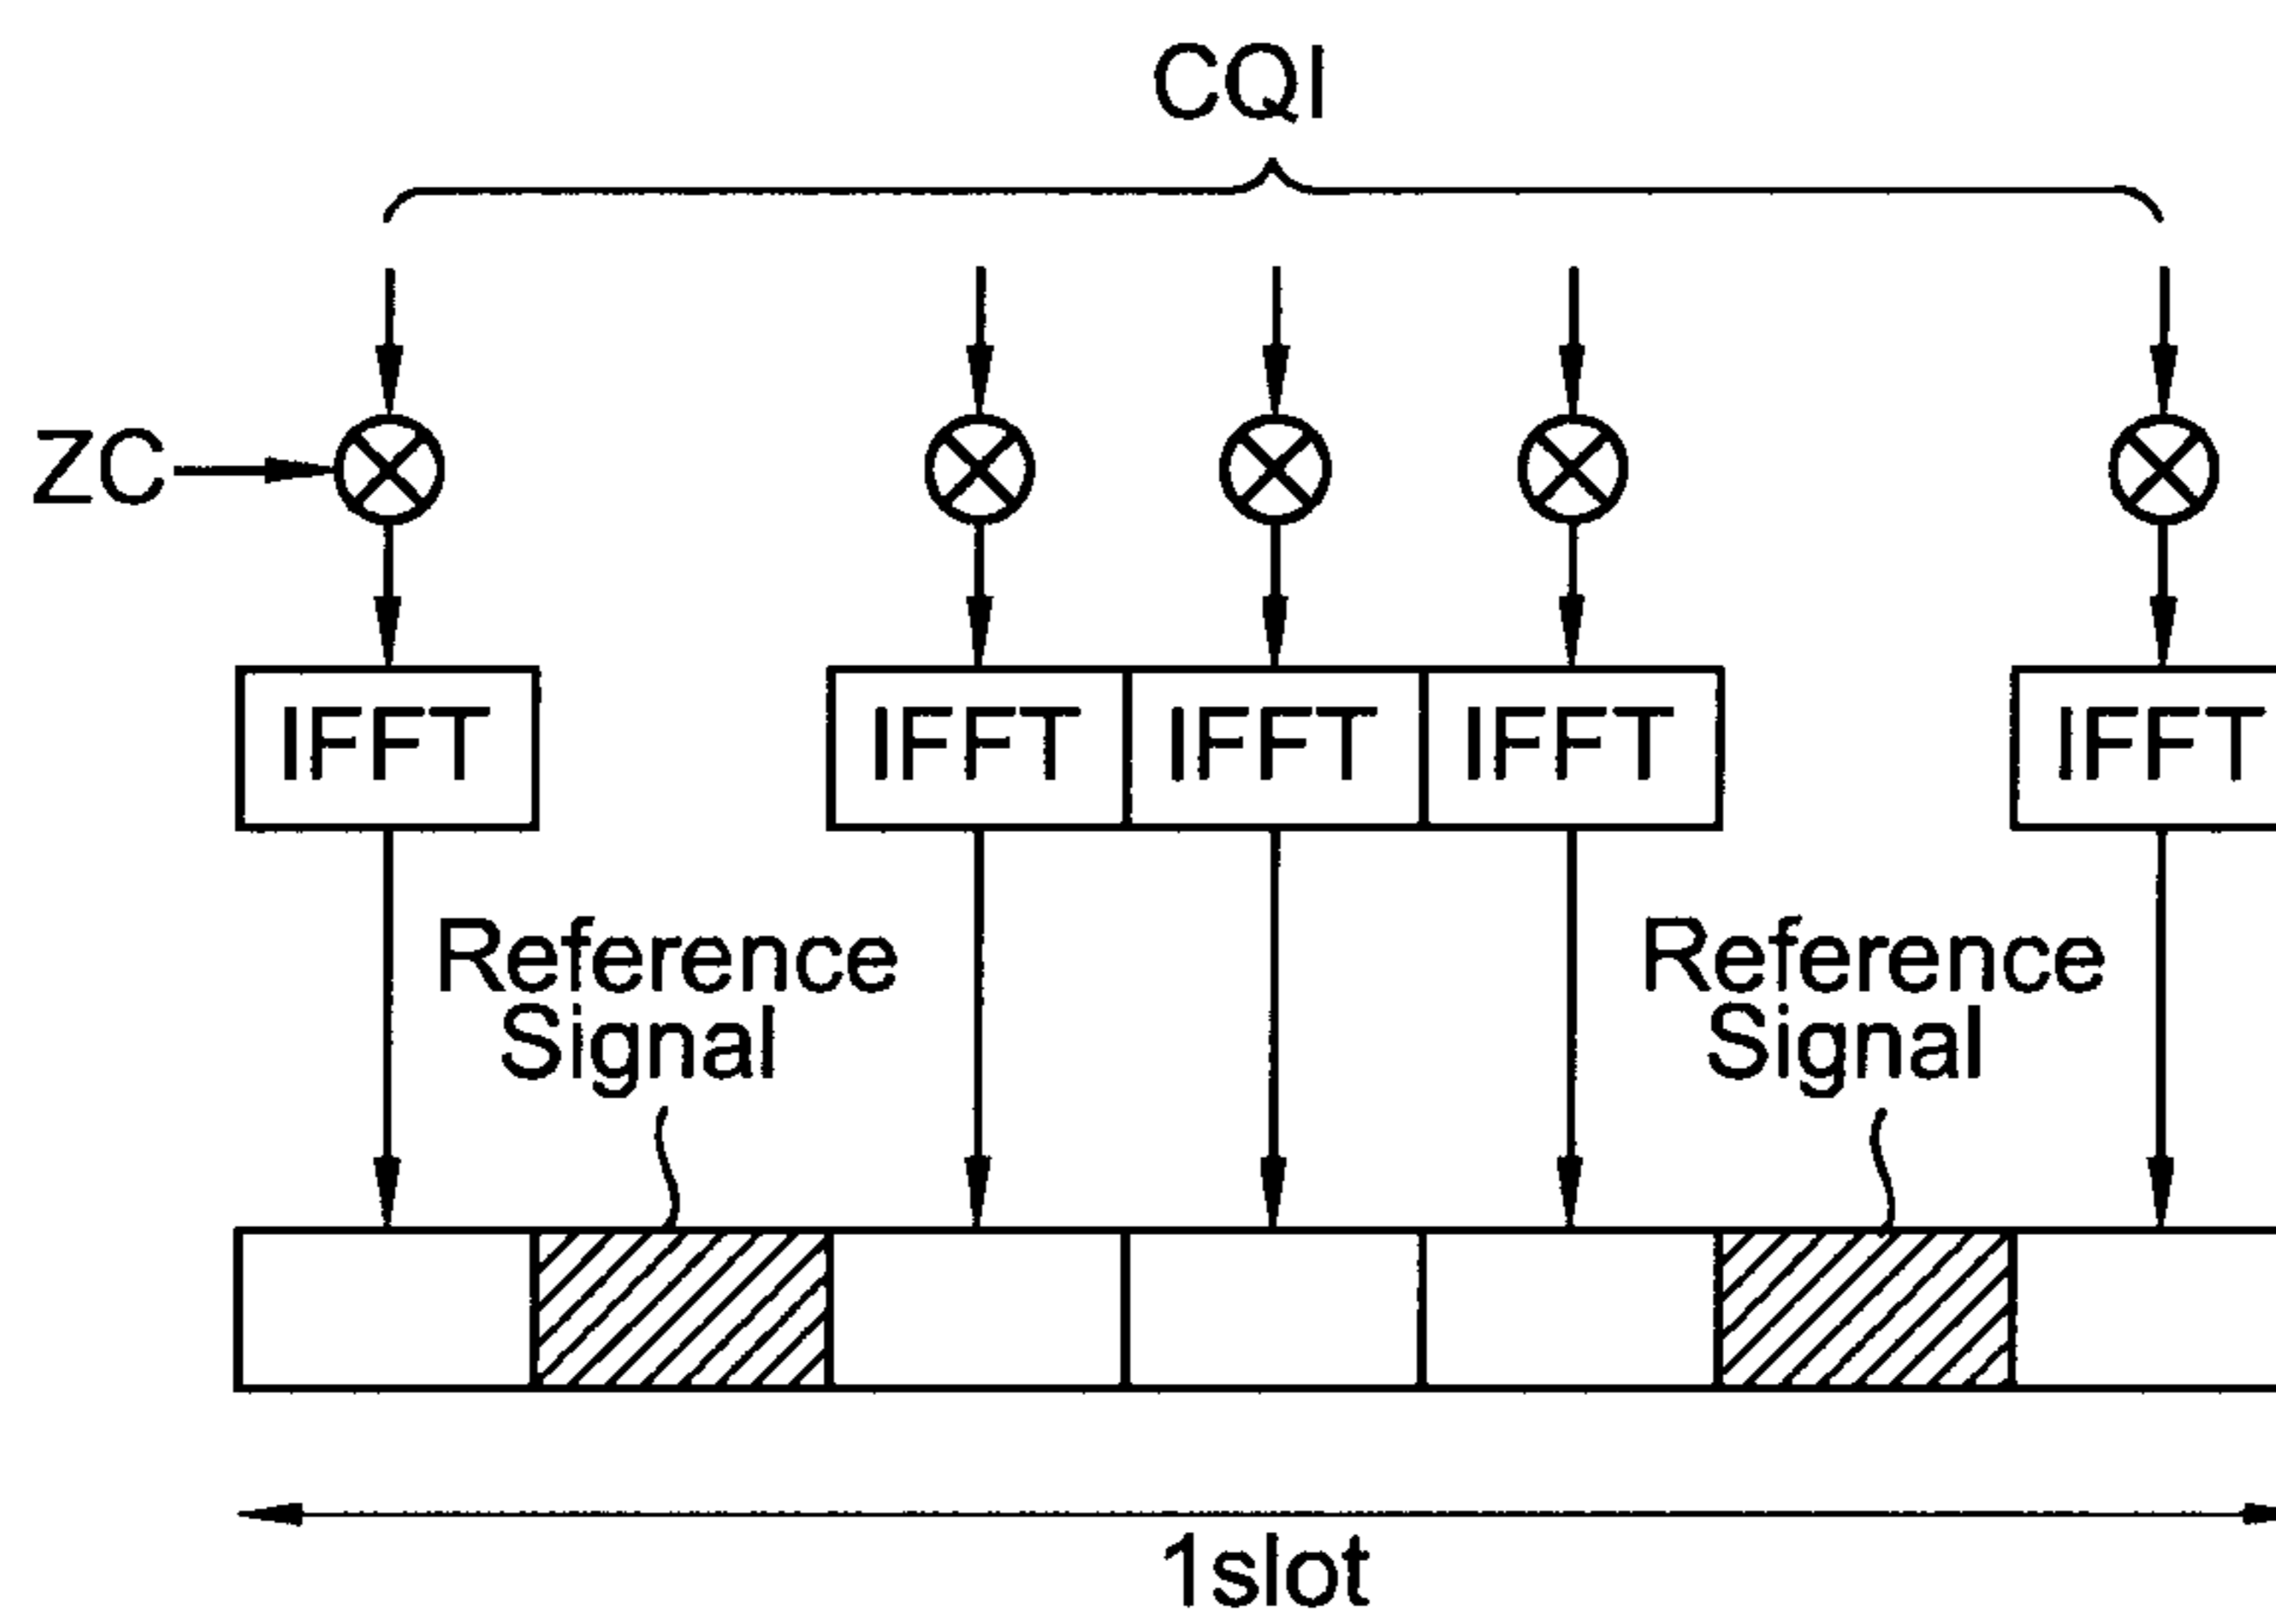 CQI
ZC
IFFT IFFT IFFT IFFT IFFT
Reference Reference
Signal Signal
1slot